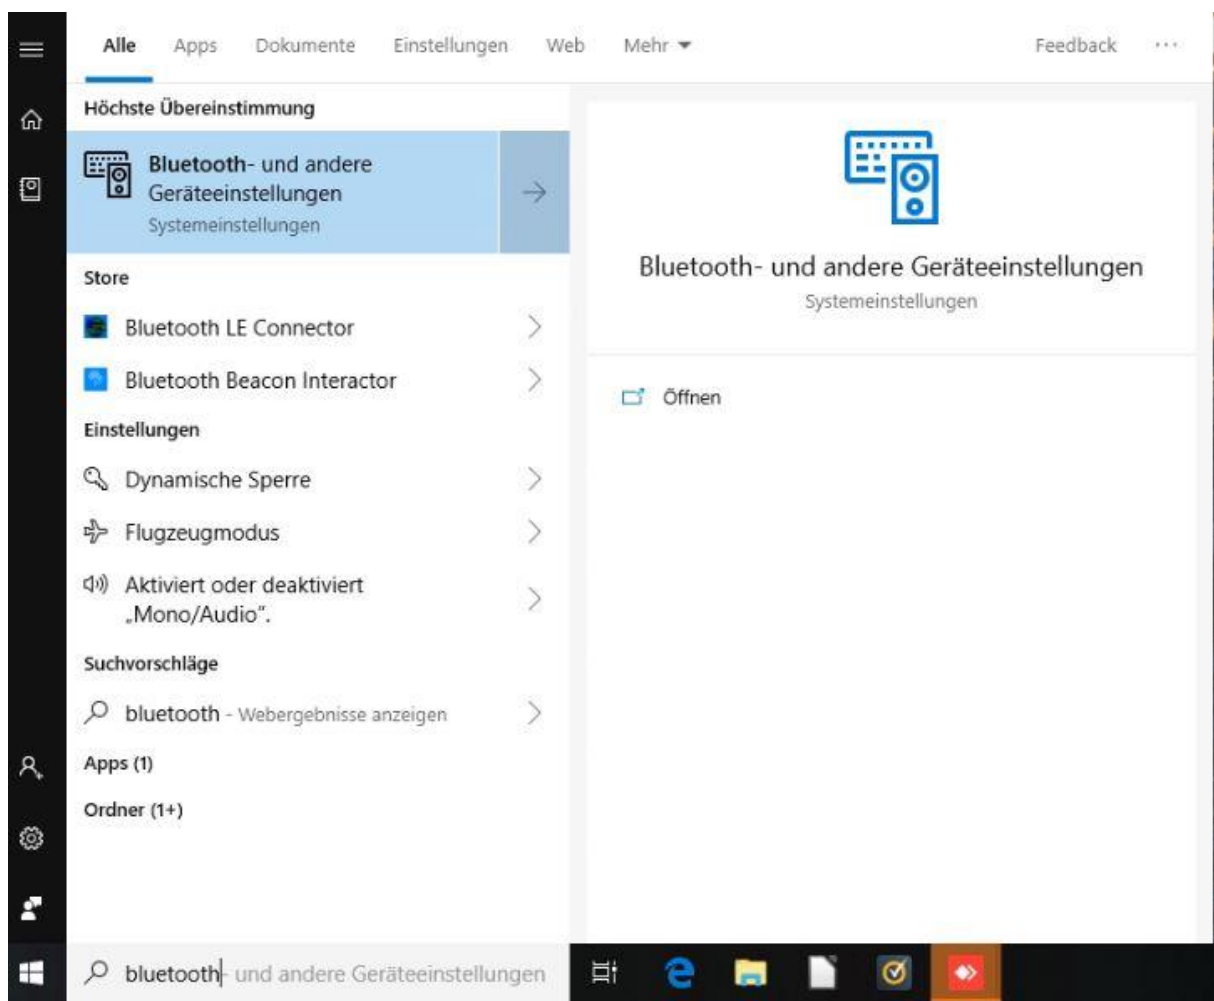 Alle Apps Dokumente Einstellungen Web Mehr Feedback ...
Höchste Übereinstimmung
Bluetooth- und andere
Geräteeinstellungen
Systemeinstellungen
Store
Bluetooth LE Connector
Bluetooth Beacon Interactor
Einstellungen
Dynamische Sperre
Flugzeugmodus
Aktiviert oder deaktiviert
„Mono/Audio“.
Suchvorschläge
bluetooth - Webergebnisse anzeigen
Apps (1)
Ordner (1+)
Bluetooth- und andere Geräteeinstellungen
Systemeinstellungen
Öffnen
bluetooth- und andere Geräteeinstellungen